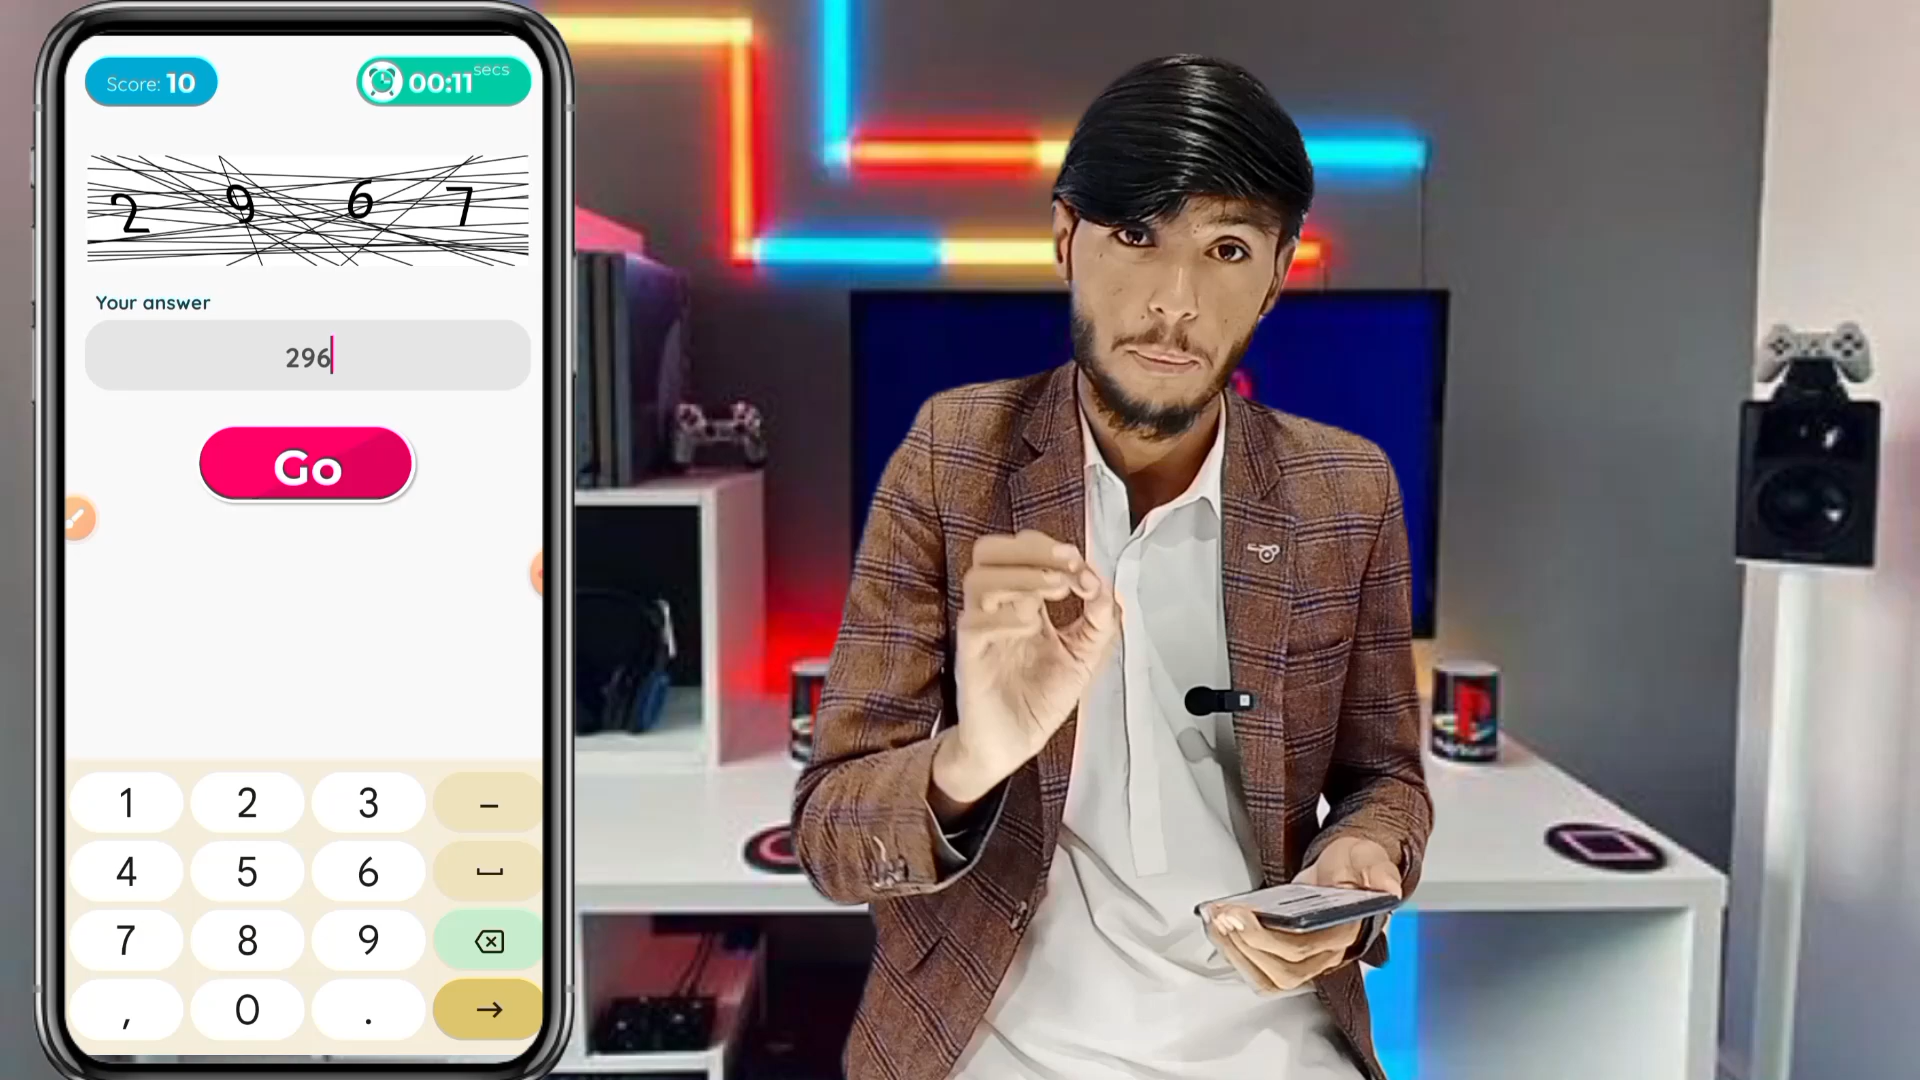 Score: 10
00:11 secs
2 9 6 7
Your answer
296
Go
1 2 3 –
4 5 6
7 8 9
, 0 . →